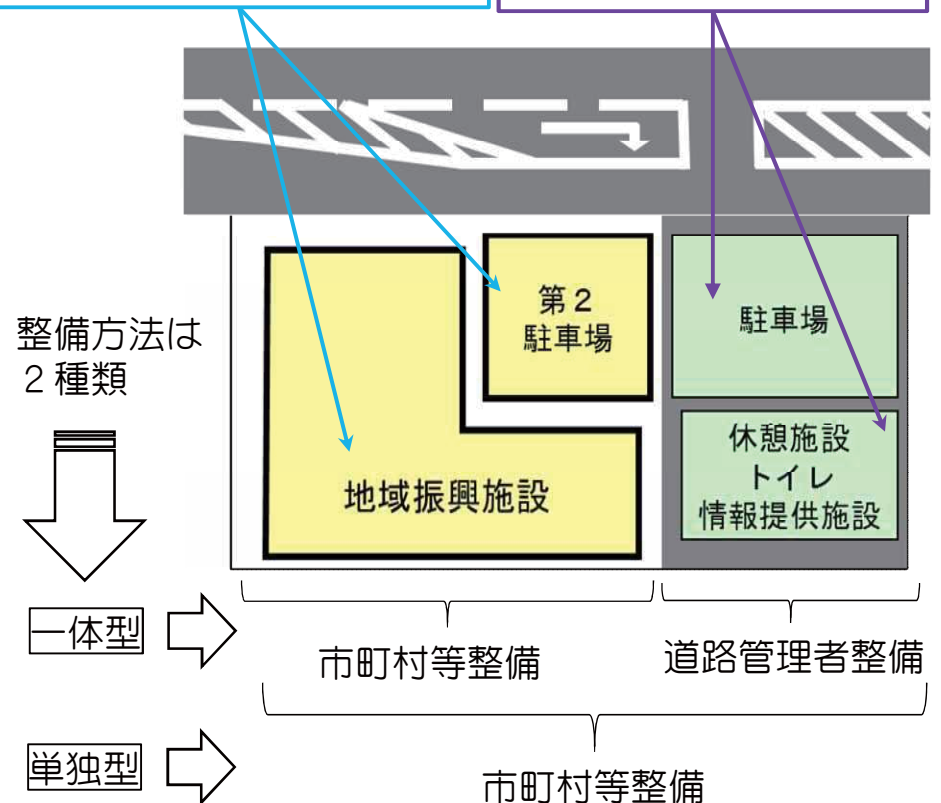 第２
駐車場
駐車場
整備方法は
２種類
休憩施設
トイレ
情報提供施設
地域振興施設
一体型
市町村等整備
道路管理者整備
単独型
市町村等整備